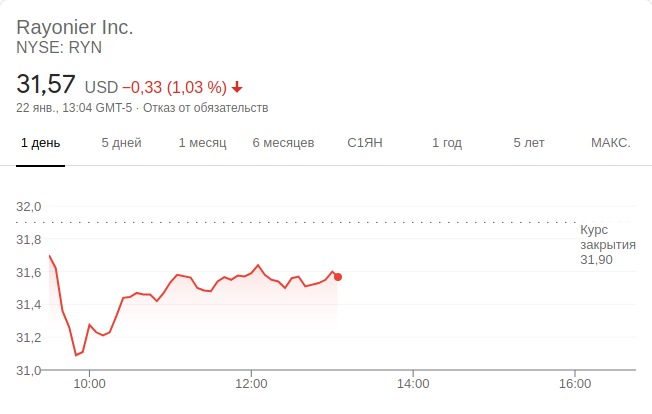 Rayonier Inc.
NYSE: RYN
31,57 USD −0,33 (1,03 %)
22 янв., 13:04 GMT-5 · Отказ от обязательств
1 день 5 дней 1 месяц 6 месяцев С1ЯН 1 год 5 лет МАКС.
32,0
Курс
31,8 закрытия
31,90
31,6
31,4
31,2
31,0
10:00 12:00 14:00 16:00